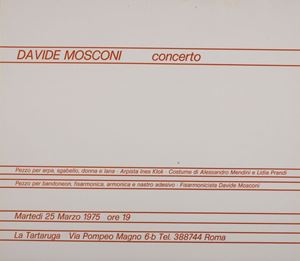 DAVIDE MOSCONI concerto
Pezzo per arpa, sgabello, donna e lana - Arpista Ines Klok - Costume di Alessandro Mendini e Lidia Prandi
Pezzo per bandoneon, fisarmonica, armonica e nastro adesivo - Fisarmonicista Davide Mosconi
Martedì 25 Marzo 1975 ore 19
La Tartaruga Via Pompeo Magno 6-b Tel. 388744 Roma